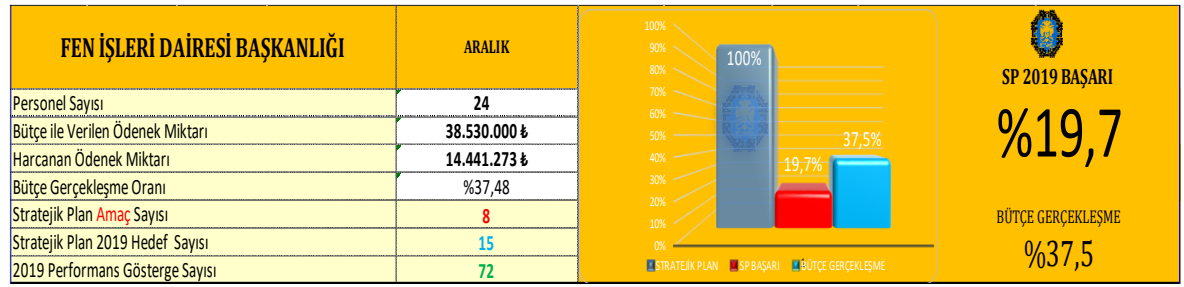 FEN İŞLERİ DAİRESİ BAŞKANLIĞI ARALIK
Personel Sayısı 24
Bütçe ile Verilen Ödenek Miktarı 38.530.000 ₺
Harcanan Ödenek Miktarı 14.441.273 ₺
Bütçe Gerçekleşme Oranı %37,48
Stratejik Plan Amaç Sayısı 8
Stratejik Plan 2019 Hedef Sayısı 15
2019 Performans Gösterge Sayısı 72
100%
90%
80%
70%
60%
50%
40%
30%
20%
10%
0%
100%
19,7%
37,5%
STRATEJİK PLAN SP BAŞARI BÜTÇE GERÇEKLEŞME
SP 2019 BAŞARI
%19,7
BÜTÇE GERÇEKLEŞME
%37,5